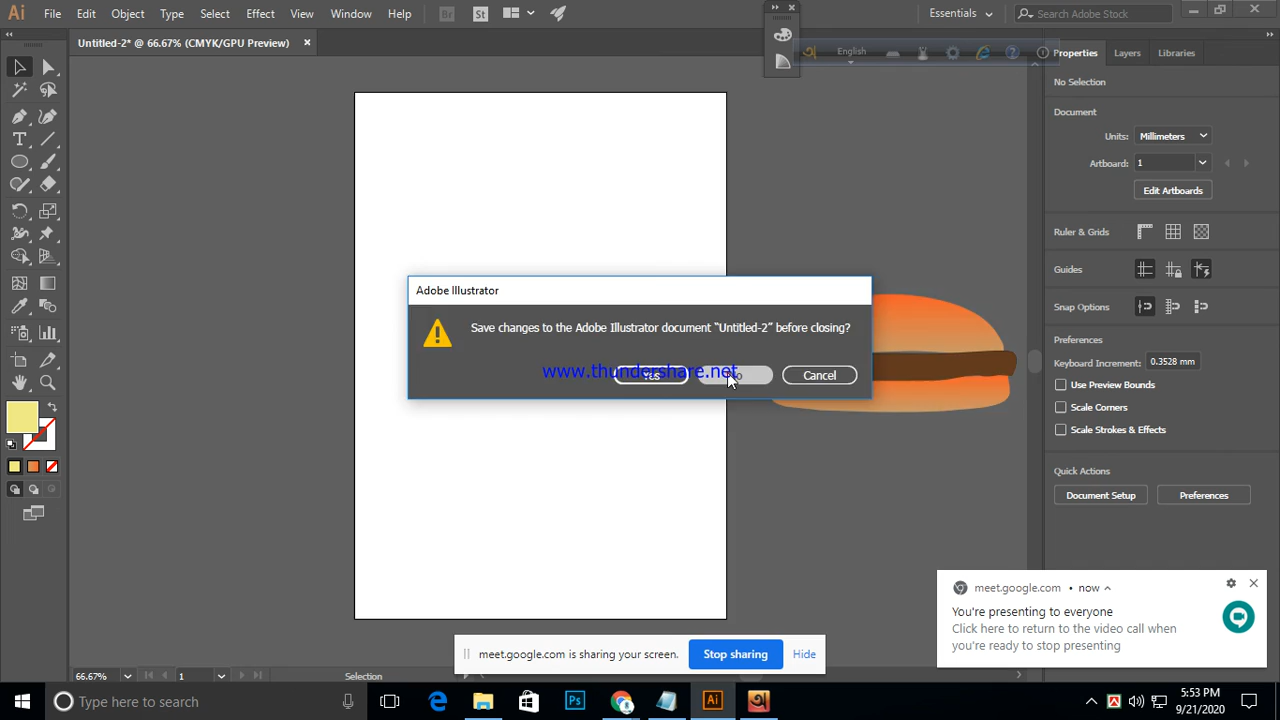 Ai File Edit Object Type Select Effect View Window Help Br St Essentials Search Adobe Stock
Untitled-2* @ 66.67% (CMYK/GPU Preview)
English
Properties Layers Libraries
No Selection
Document
Units: Millimeters
Artboard: 1
Edit Artboards
Ruler & Grids
Guides
Snap Options
Preferences
Keyboard Increment: 0.3528 mm
Use Preview Bounds
Scale Corners
Scale Strokes & Effects
Quick Actions
Document Setup Preferences
Adobe Illustrator
Save changes to the Adobe Illustrator document “Untitled-2” before closing?
www.thundershare.net
Yes Cancel
meet.google.com • now
You're presenting to everyone
Click here to return to the video call when
you're ready to stop presenting
meet.google.com is sharing your screen. Stop sharing Hide
66.67% 1 Selection
Type here to search
Ps Ai
5:53 PM
9/21/2020